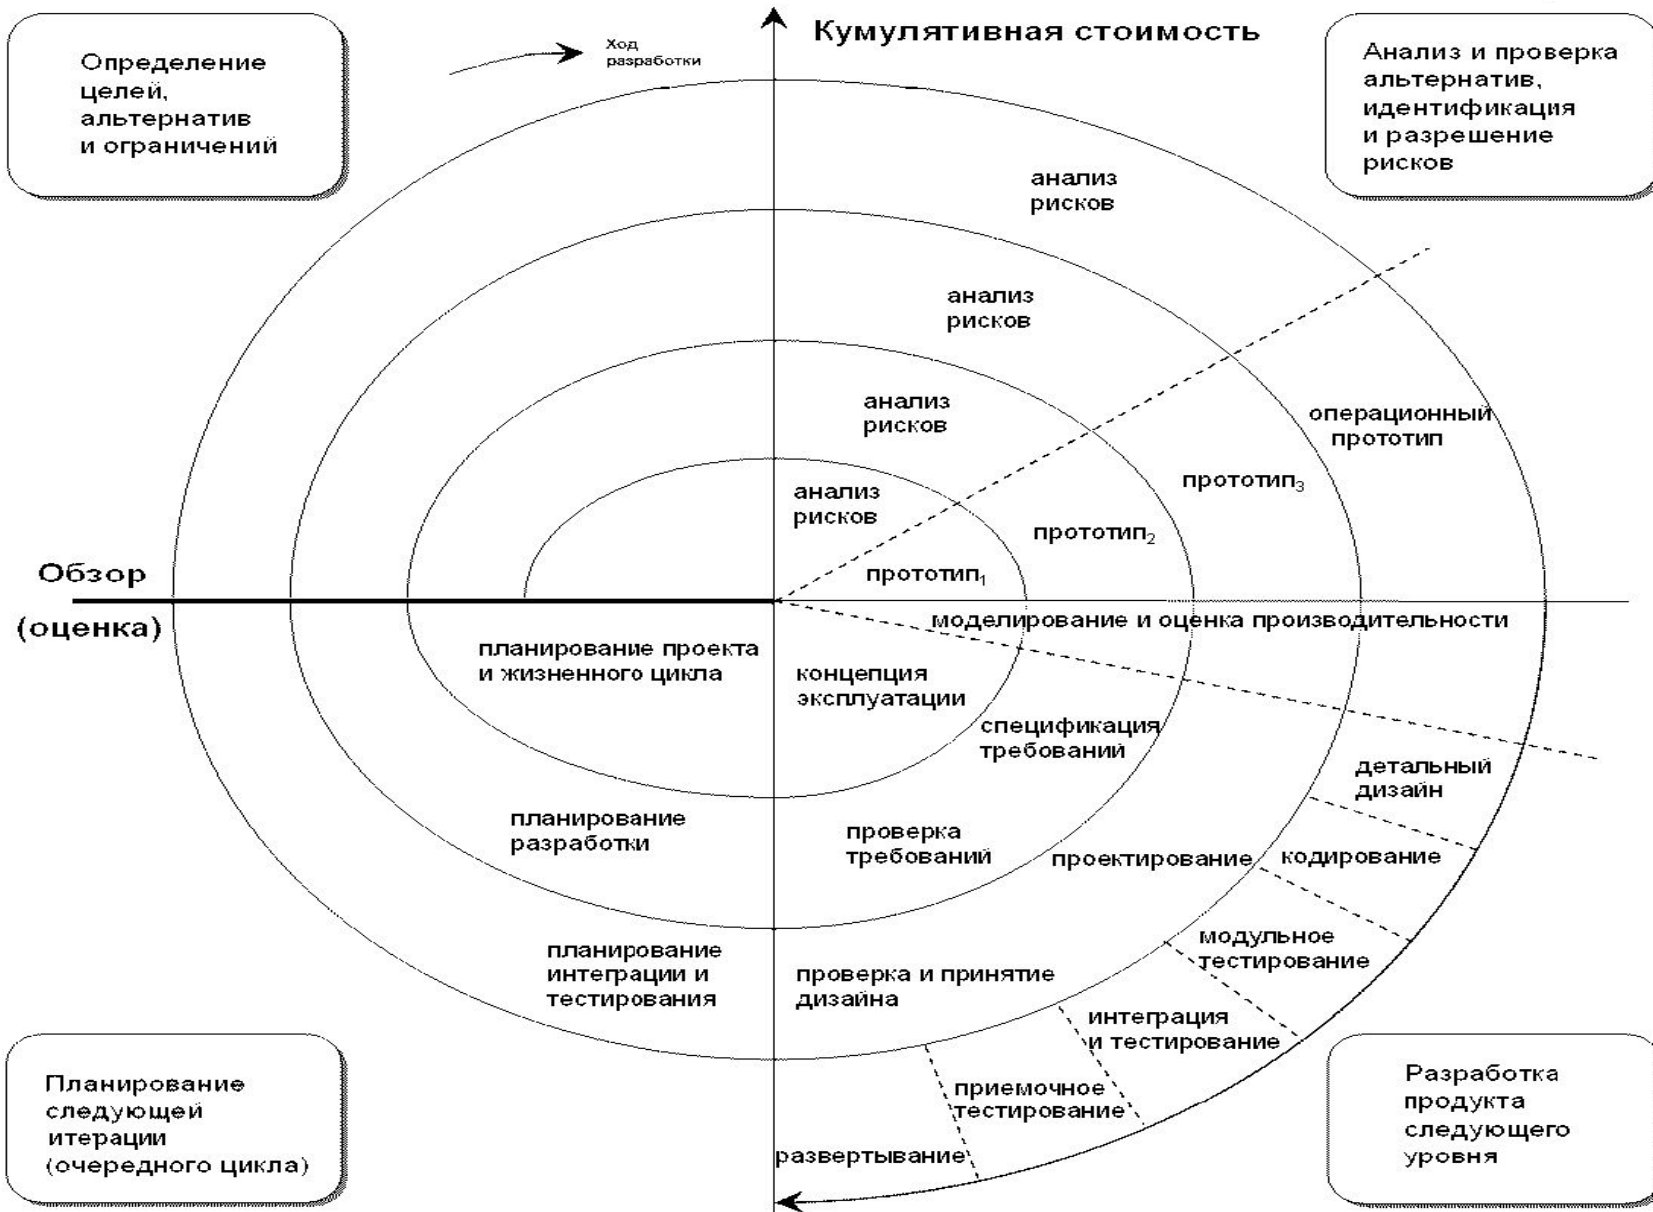 Кумулятивная стоимость
Ход
разработки
Определение
целей,
альтернатив
и ограничений
Анализ и проверка
альтернатив,
идентификация
и разрешение
рисков
анализ
рисков
анализ
рисков
анализ
рисков
анализ
рисков
операционный
прототип
прототип3
прототип2
прототип1
Обзор
(оценка)
моделирование и оценка производительности
планирование проекта
и жизненного цикла
концепция
эксплуатации
спецификация
требований
детальный
дизайн
планирование
разработки
проверка
требований
проектирование
кодирование
модульное
тестирование
планирование
интеграции и
тестирования
проверка и принятие
дизайна
интеграция
и тестирование
приемочное
тестирование
развертывание
Планирование
следующей
итерации
(очередного цикла)
Разработка
продукта
следующего
уровня